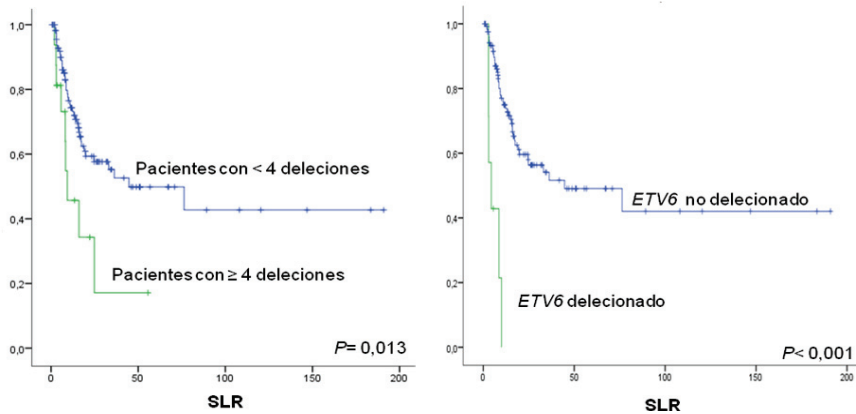 1,0
0,8
0,6
0,4
0,2
0,0
Pacientes con < 4 deleciones
Pacientes con ≥ 4 deleciones
P= 0,013
0
50
100
150
200
SLR
1,0
0,8
0,6
0,4
0,2
0,0
ETV6 no delecionado
ETV6 delecionado
P< 0,001
0
50
100
150
200
SLR